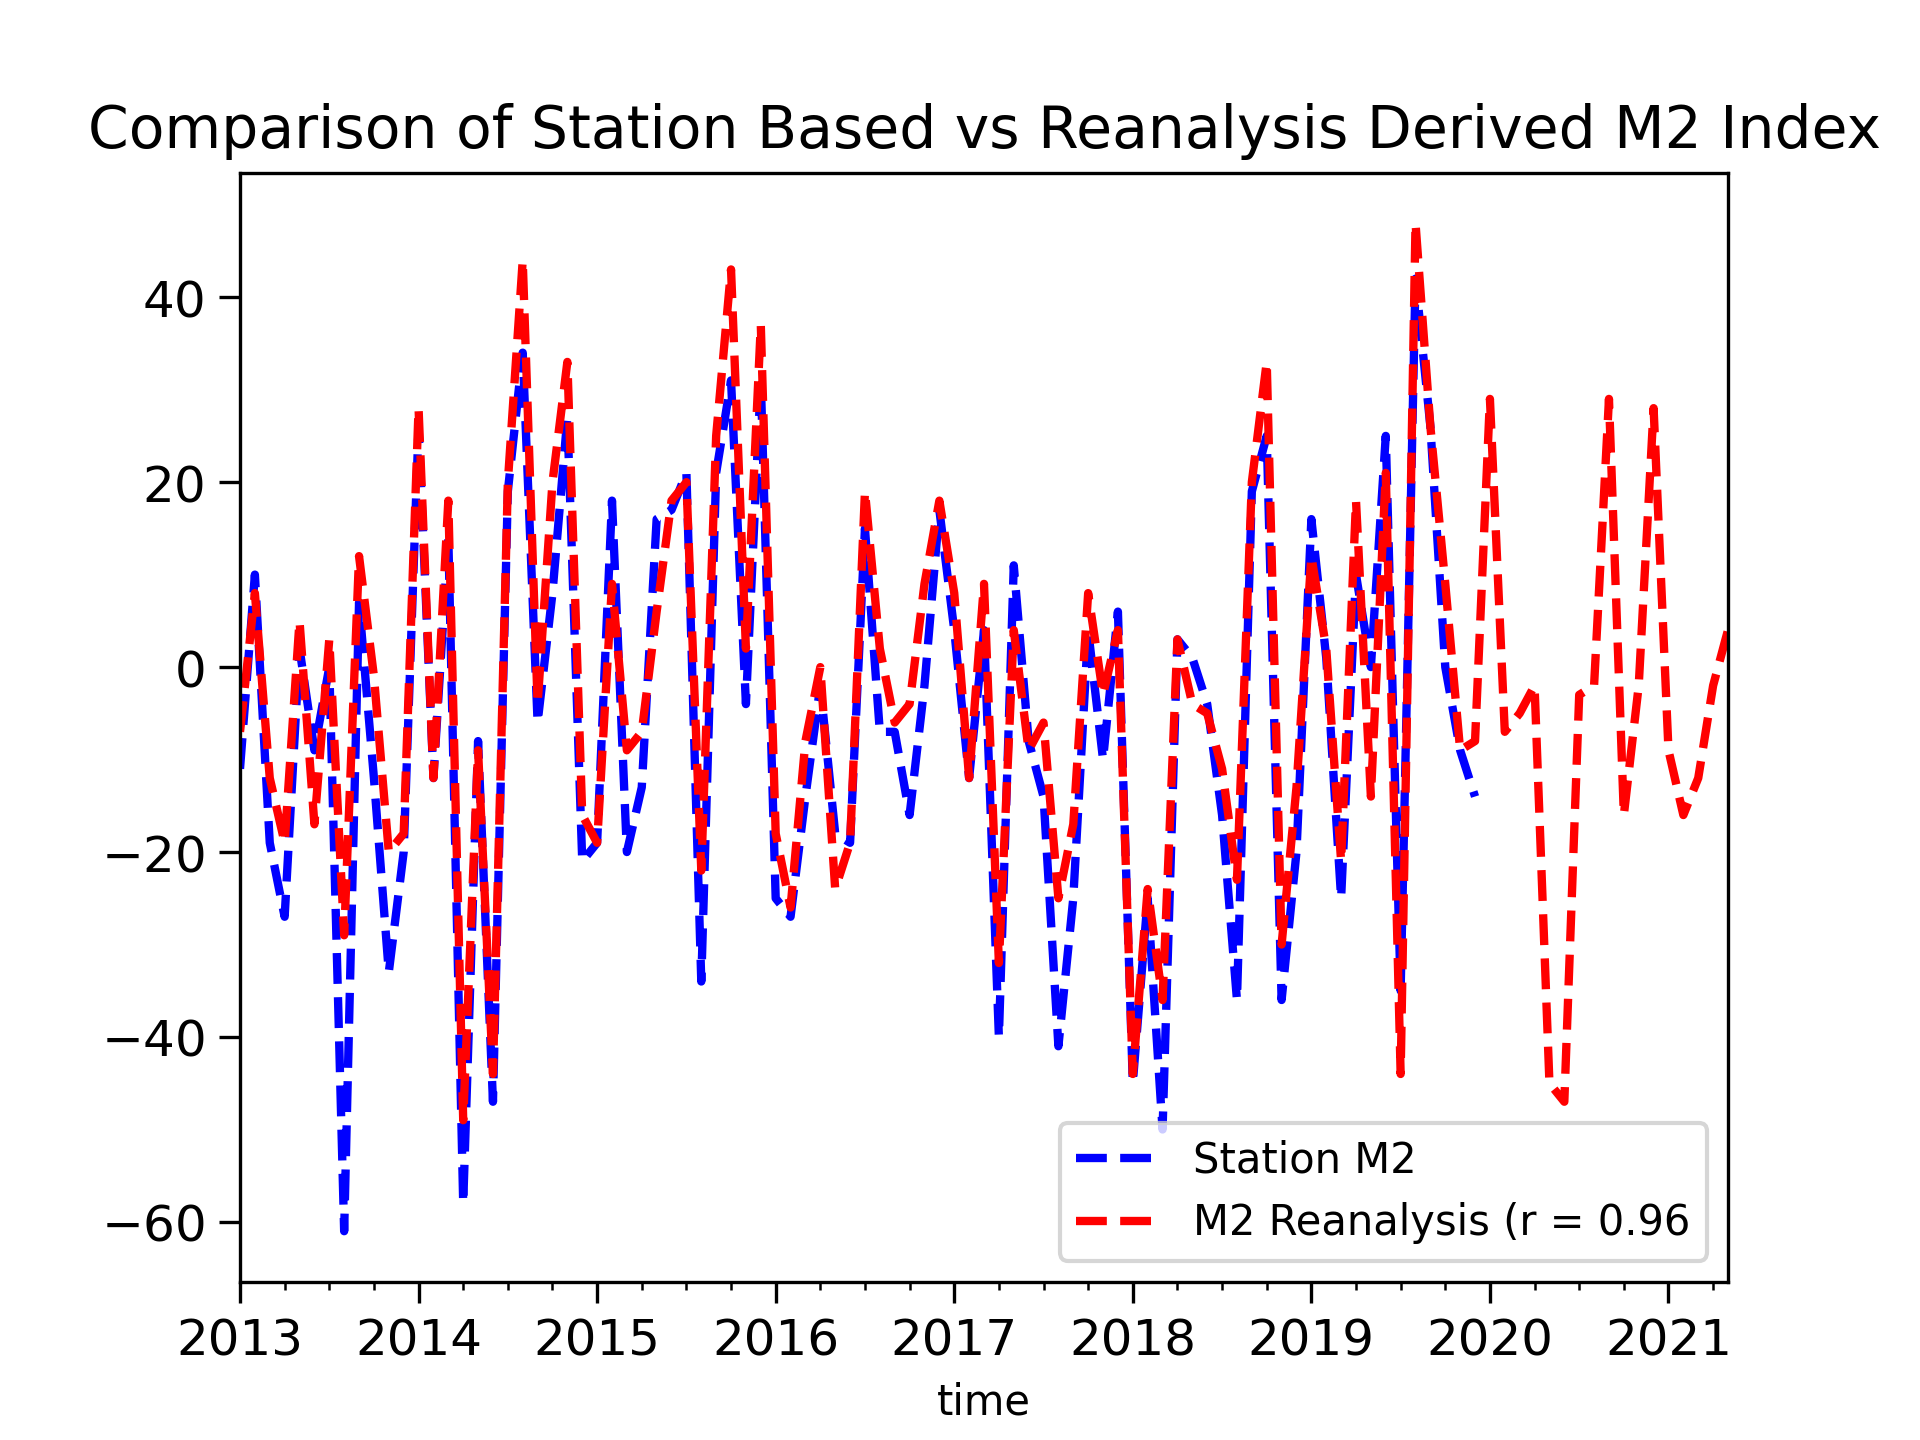 Comparison of Station Based vs Reanalysis Derived M2 Index
40
20
0
−20
−40
−60
Station M2
M2 Reanalysis (r = 0.96
2013 2014 2015 2016 2017 2018 2019 2020 2021
time